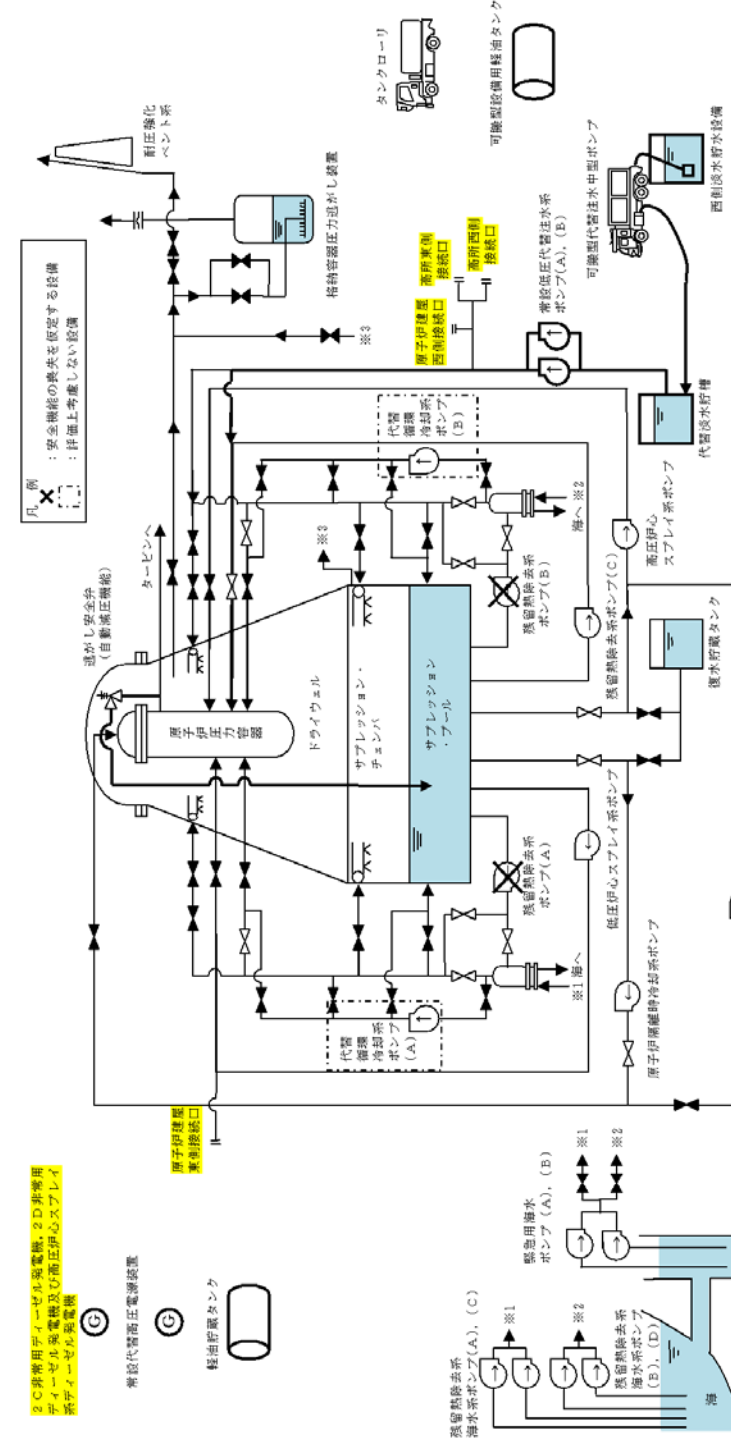 2C非常用ディーゼル発電機,2D非常用
ディーゼル発電機及び高圧炉心スプレイ
系ディーゼル発電機
G
常設代替高圧電源装置
G
軽油貯蔵タンク
凡 例
:安全機能の喪失を仮定する設備
:評価上考慮しない設備
耐圧強化
ベント系
格納容器圧力逃がし装置
タンクローリ
可搬型設備用軽油タンク
逃がし安全弁
(自動減圧機能)
タービンへ
※3
原子炉建屋
東側接続口
原子炉圧力容器
ドライウェル
サプレッション・
チェンバ
※3
サプレッション
・プール
原子炉建屋
西側接続口
高所東側
接続口
高所西側
接続口
常設低圧代替注水系
ポンプ(A),(B)
可搬型代替注水中型ポンプ
西側淡水貯水設備
代替淡水貯槽
代替
循環
冷却系
ポンプ
(A)
代替
循環
冷却系
ポンプ
(B)
※1海へ
海へ※2
残留熱除去系
ポンプ(A)
残留熱除去系
ポンプ(B)
低圧炉心スプレイ系ポンプ
残留熱除去系ポンプ(C)
高圧炉心
スプレイ系ポンプ
原子炉隔離時冷却系ポンプ
復水貯蔵タンク
残留熱除去系
海水系ポンプ(A),(C)
※1
※2
残留熱除去系
海水系ポンプ
(B),(D)
緊急用海水
ポンプ(A),(B)
※1
※2
海